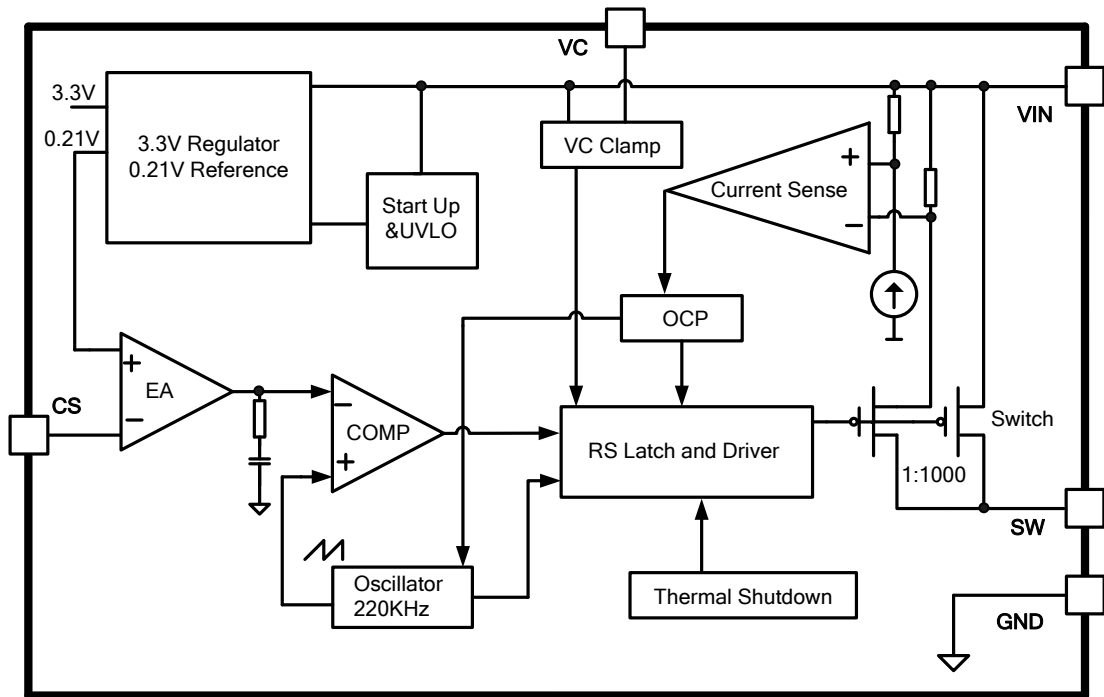 VC
VIN
3.3V
0.21V
3.3V Regulator
0.21V Reference
Start Up
&UVLO
VC Clamp
+
Current Sense
−
OCP
+
EA
−
CS
−
COMP
+
RS Latch and Driver
Switch
1:1000
SW
Oscillator
220KHz
Thermal Shutdown
GND